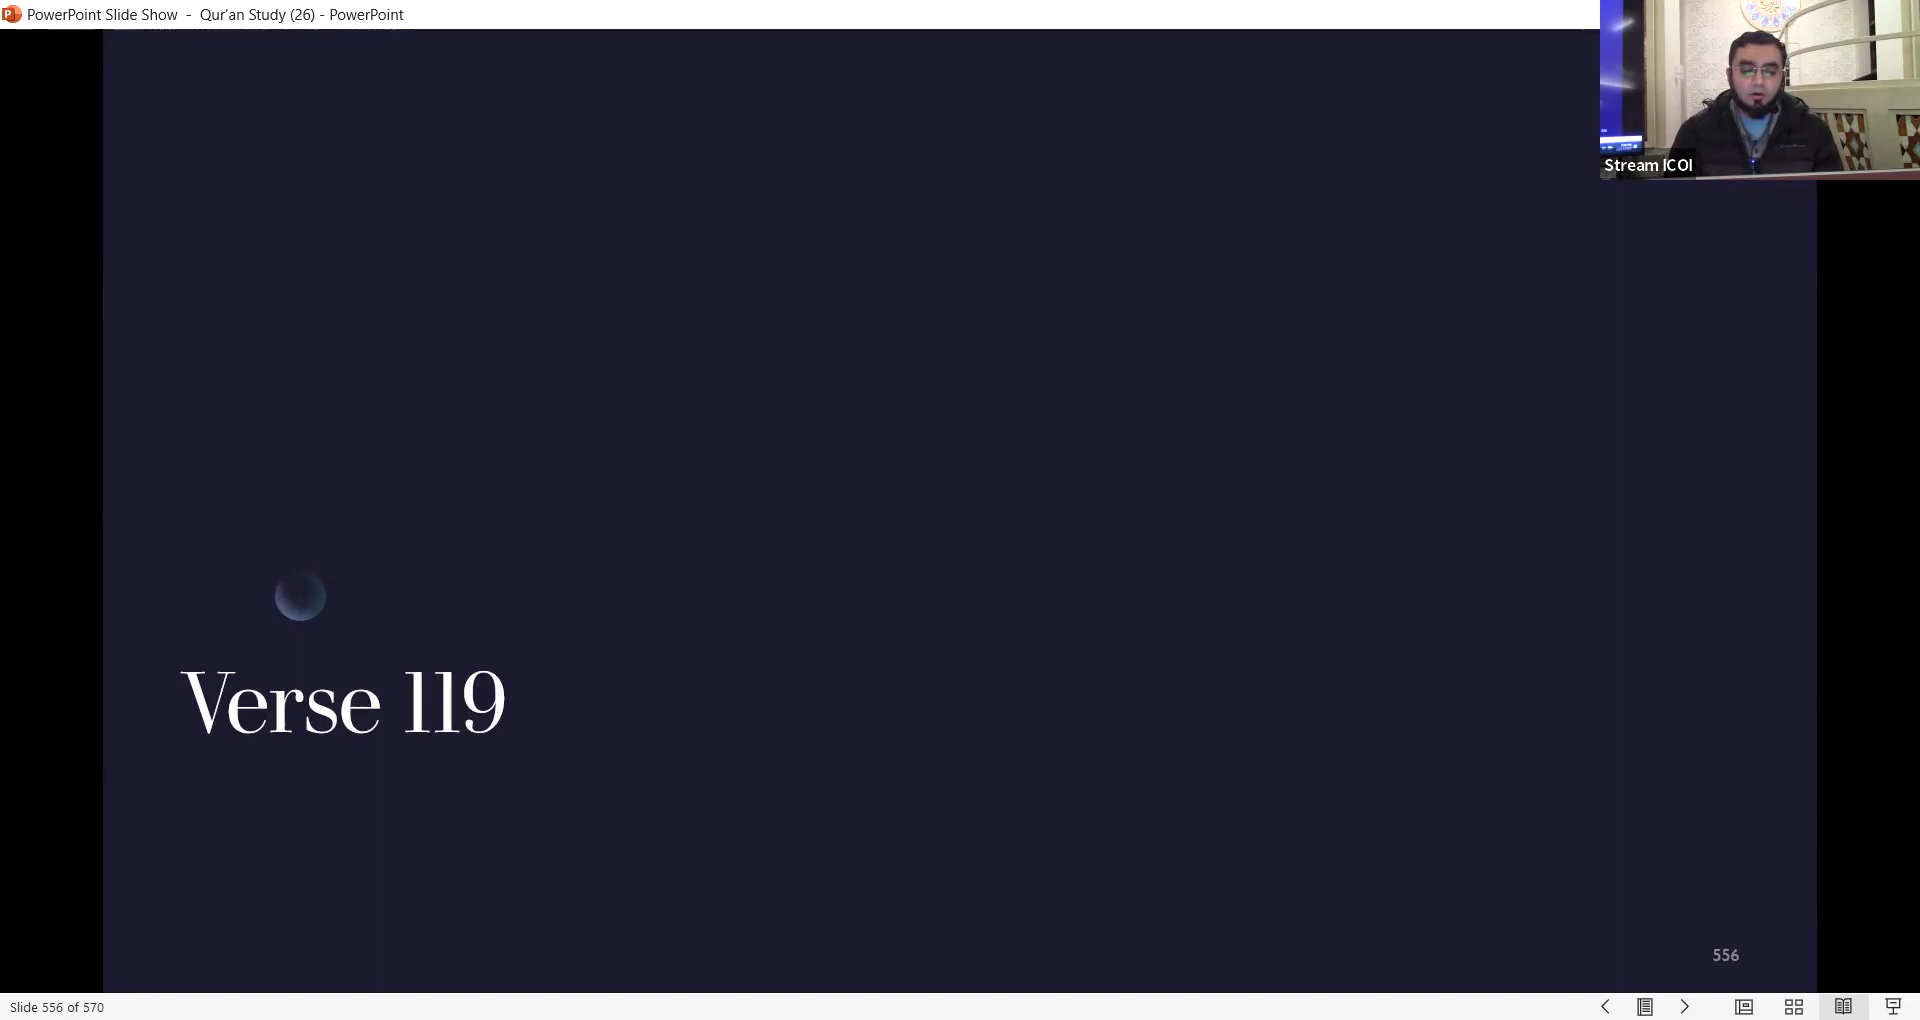 PowerPoint Slide Show - Qur’an Study (26) - PowerPoint
Stream ICOI
Verse 119
556
Slide 556 of 570